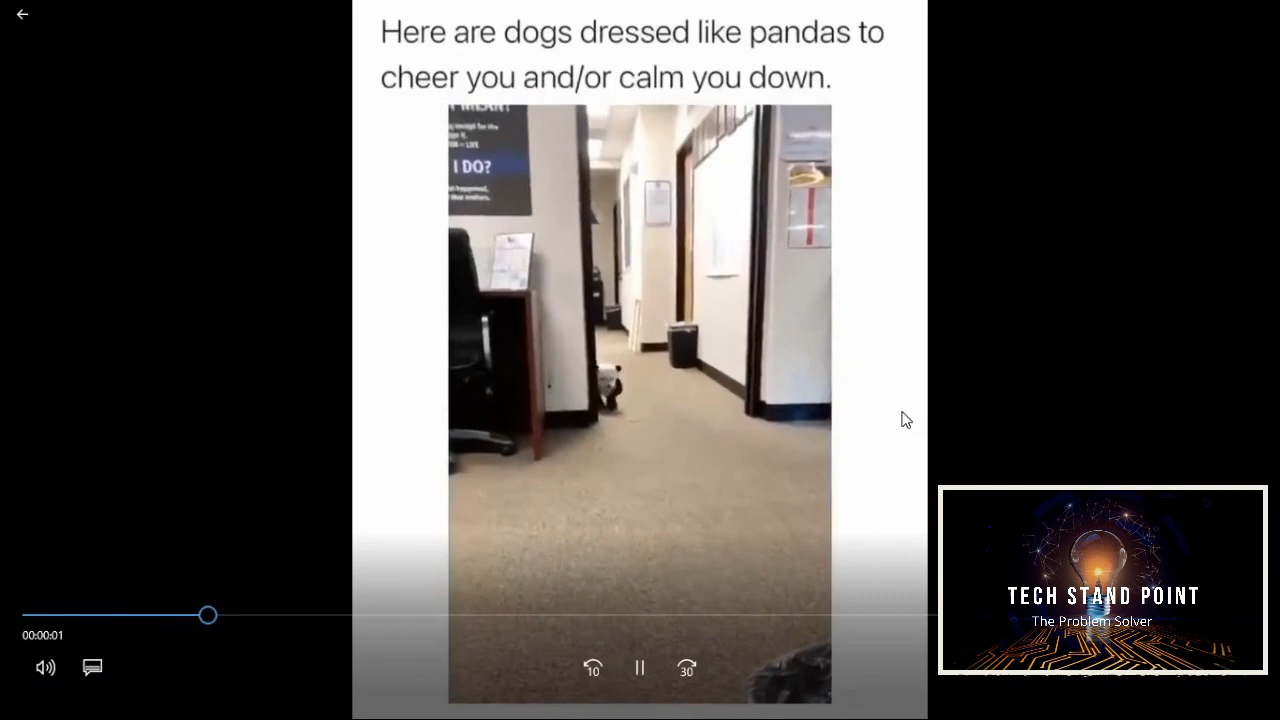 Here are dogs dressed like pandas to
cheer you and/or calm you down.
I DO?
TECH STAND POINT
The Problem Solver
00:00:01
10
30